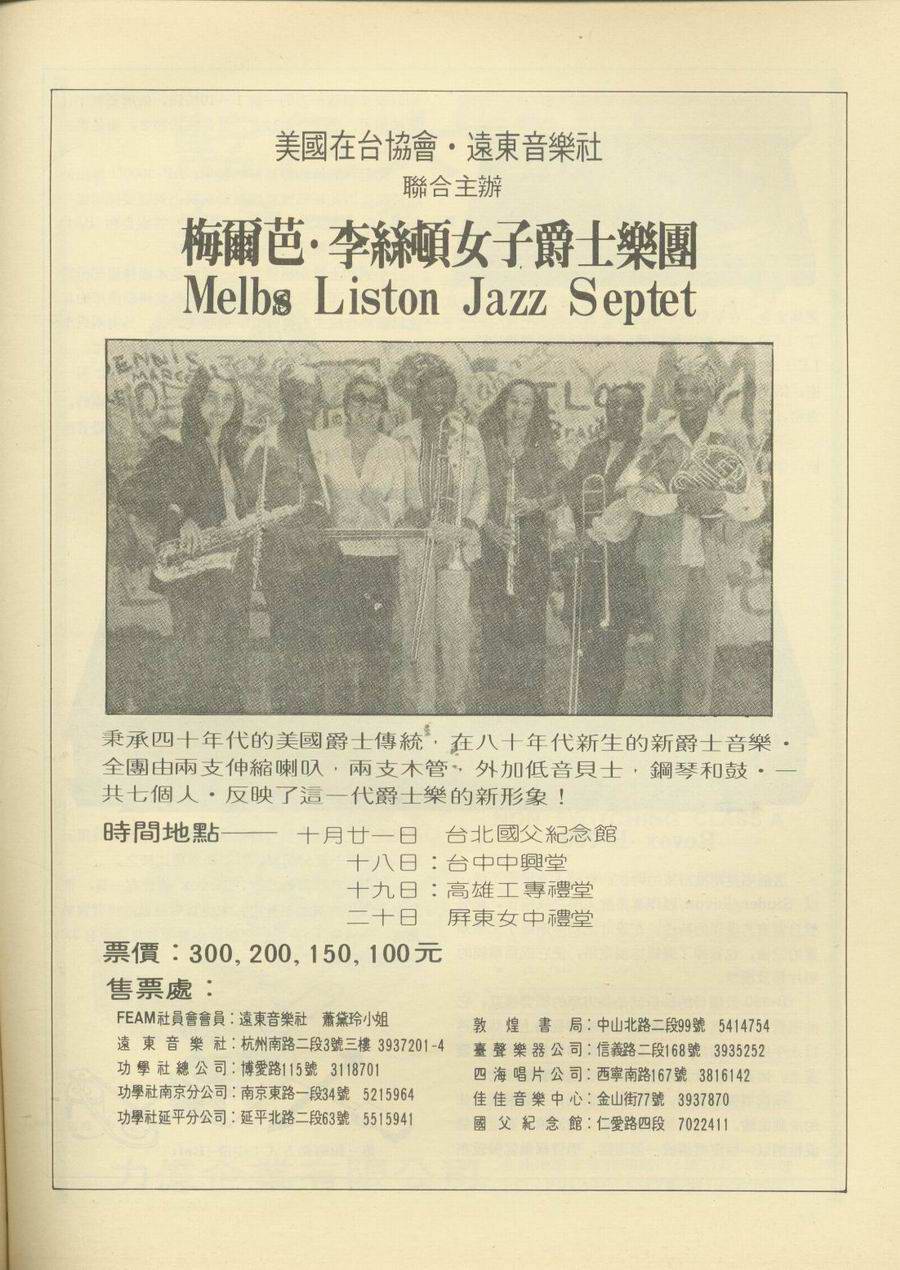 美國在台協會・遠東音樂社
聯合主辦
梅爾芭・李絲頓女子爵士樂團
Melba Liston Jazz Septet
DENNIS
秉承四十年代的美國爵士傳統，在八十年代新生的新爵士音樂・
全團由兩支伸縮喇叭，兩支木管、外加低音貝士，鋼琴和鼓・一
共七個人・反映了這一代爵士樂的新形象！
時間地點── 十月廿一日 台北國父紀念館
十八日：台中中興堂
十九日：高雄工專禮堂
二十日 屏東女中禮堂
票價：300, 200, 150, 100元
售票處：
FEAM社員會會員：遠東音樂社 蕭黛玲小姐
遠東音樂社：杭州南路二段3號三樓 3937201-4
功學社總公司：博愛路115號 3118701
功學社南京分公司：南京東路一段34號 5215964
功學社延平分公司：延平北路二段63號 5515941
敦煌書局：中山北路二段99號 5414754
臺聲樂器公司：信義路二段168號 3935252
四海唱片公司：西寧南路167號 3816142
佳佳音樂中心：金山街77號 3937870
國父紀念館：仁愛路四段 7022411